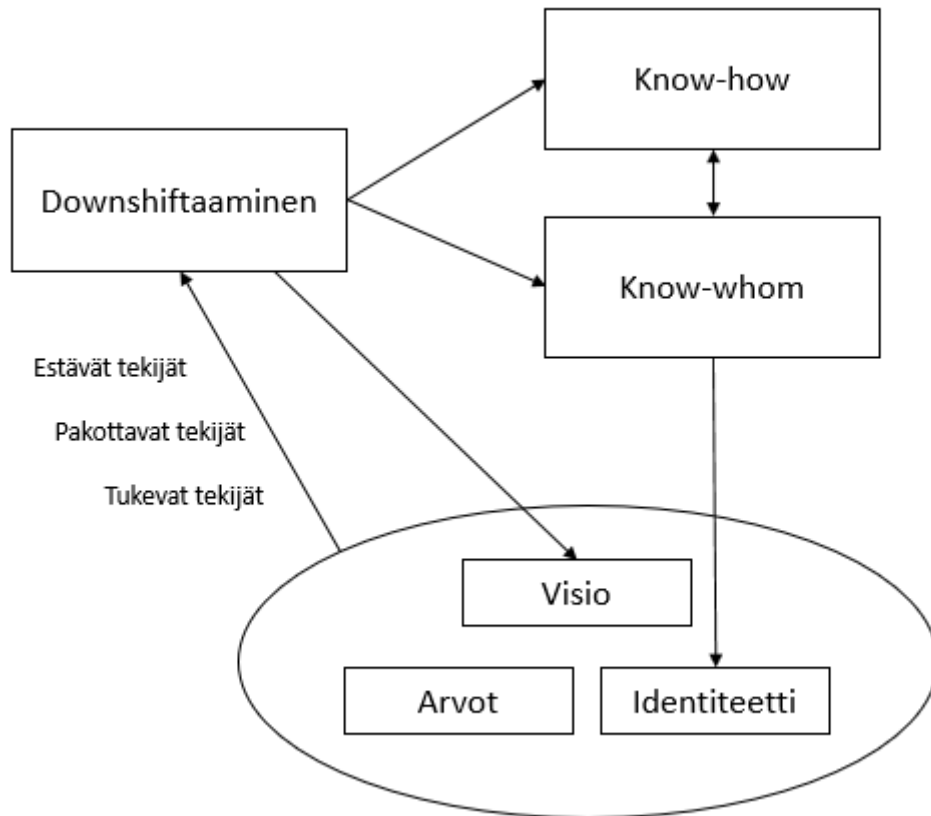 Know-how
Downshiftaaminen
Know-whom
Estävät tekijät
Pakottavat tekijät
Tukevat tekijät
Visio
Arvot
Identiteetti